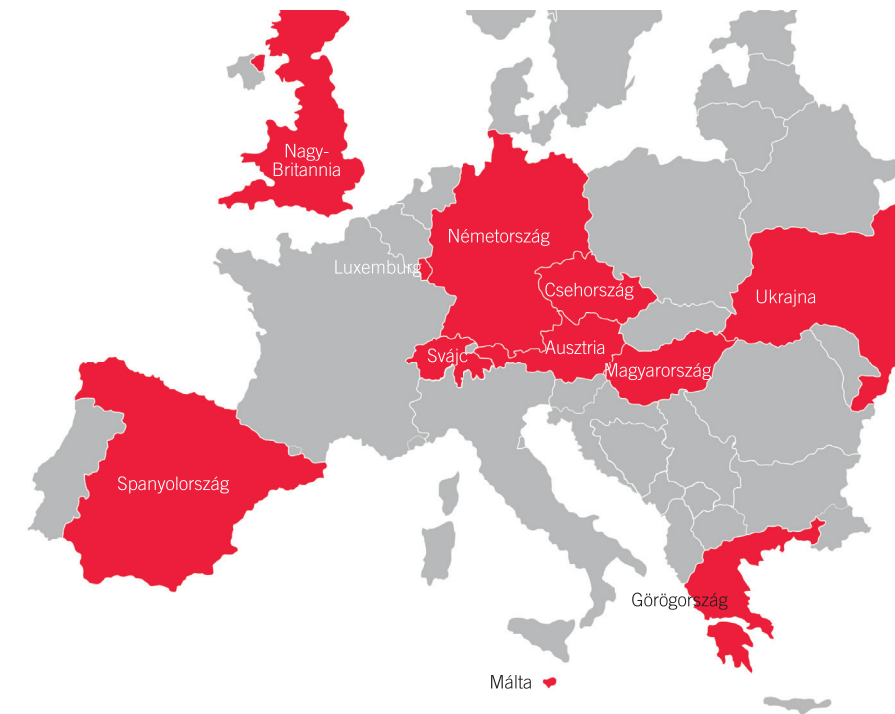 Nagy-
Britannia
Németország
Luxemburg
Csehország
Ukrajna
Ausztria
Svájc
Magyarország
Spanyolország
Görögország
Málta